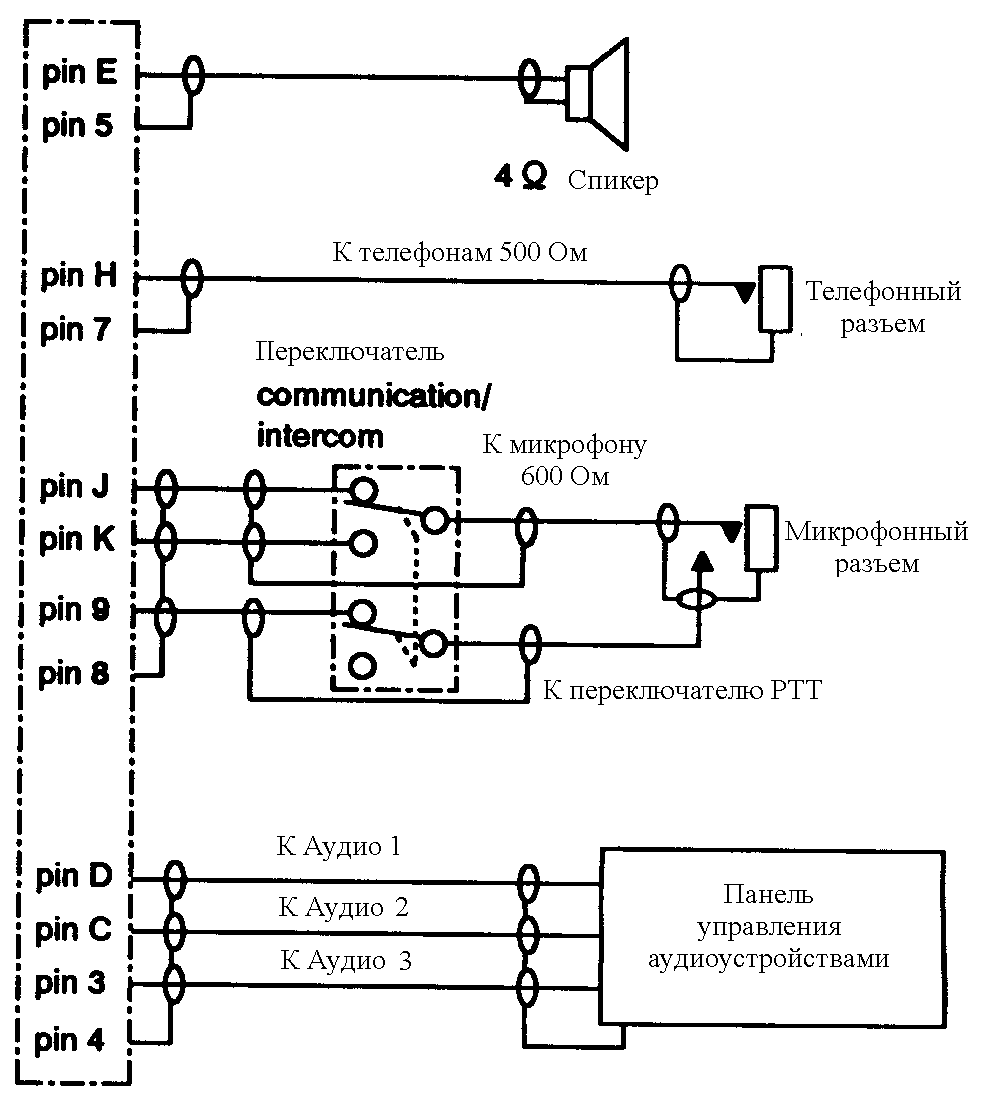 pin E
pin 5
4 Ω Спикер
pin H
К телефонам 500 Ом
pin 7
Телефонный
разъем
Переключатель
communication/
intercom
К микрофону
600 Ом
pin J
pin K
Микрофонный
разъем
pin 9
pin 8
К переключателю PTT
pin D
К Аудио 1
pin C
К Аудио 2
pin 3
К Аудио 3
pin 4
Панель
управления
аудиоустройствами